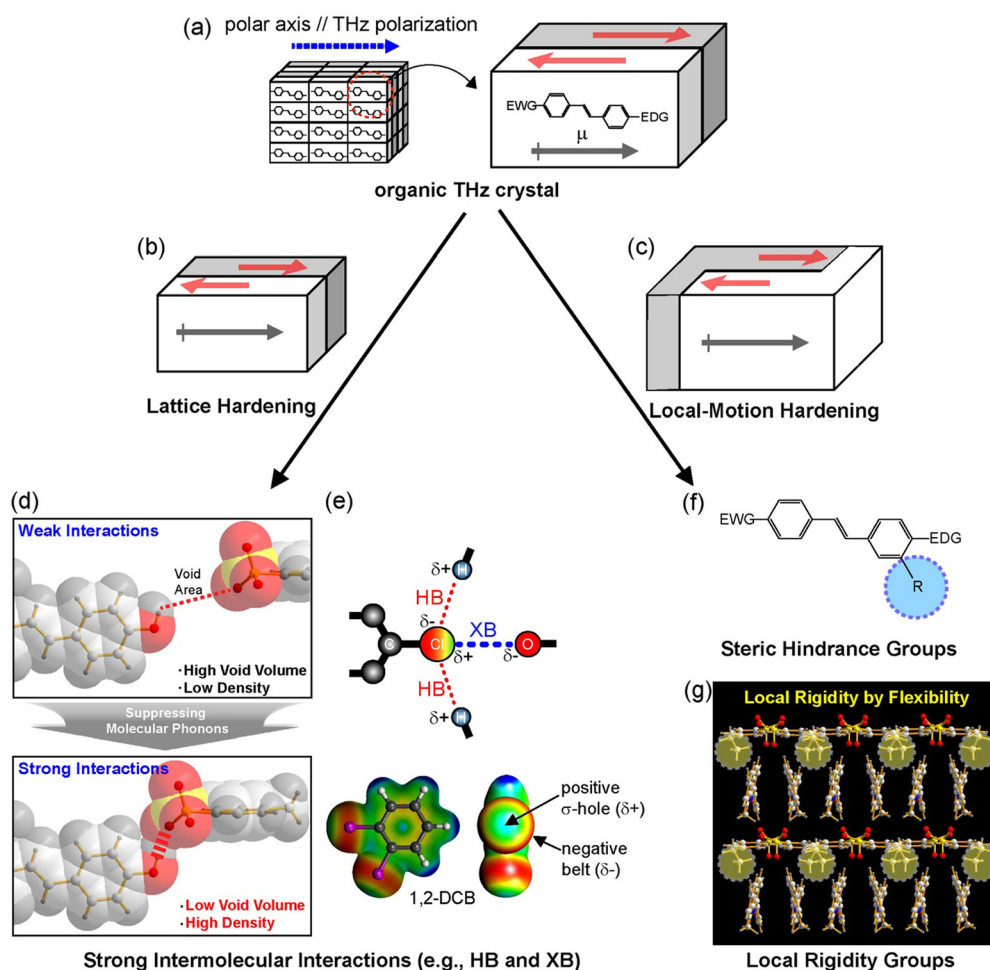 (a)
polar axis // THz polarization
EWG
EDG
μ
organic THz crystal
(b)
Lattice Hardening
(c)
Local-Motion Hardening
(d)
Weak Interactions
Void
Area
·High Void Volume
·Low Density
Suppressing
Molecular Phonons
Strong Interactions
·Low Void Volume
·High Density
(e)
δ+
H
HB
δ-
XB
C
Cl
O
δ+
δ-
HB
δ+
H
positive
σ-hole (δ+)
negative
belt (δ-)
1,2-DCB
Strong Intermolecular Interactions (e.g., HB and XB)
(f)
EWG
EDG
R
Steric Hindrance Groups
(g)
Local Rigidity by Flexibility
Local Rigidity Groups